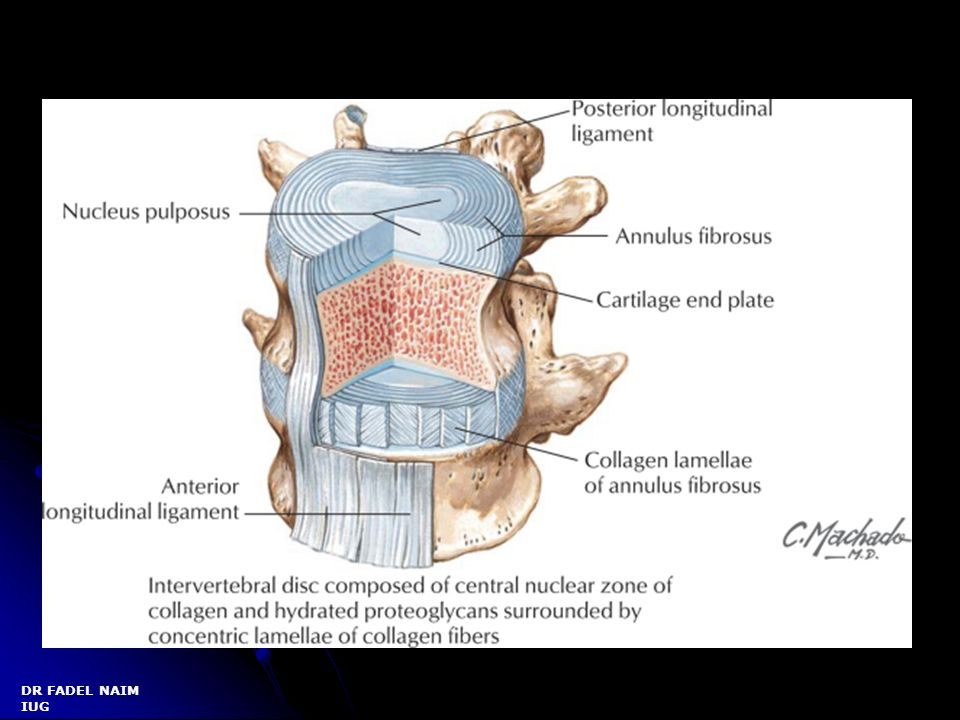 Posterior longitudinal
ligament
Nucleus pulposus
Annulus fibrosus
Cartilage end plate
Collagen lamellae
of annulus fibrosus
Anterior
longitudinal ligament
C.Machado
M.D.
Intervertebral disc composed of central nuclear zone of
collagen and hydrated proteoglycans surrounded by
concentric lamellae of collagen fibers
DR FADEL NAIM
IUG